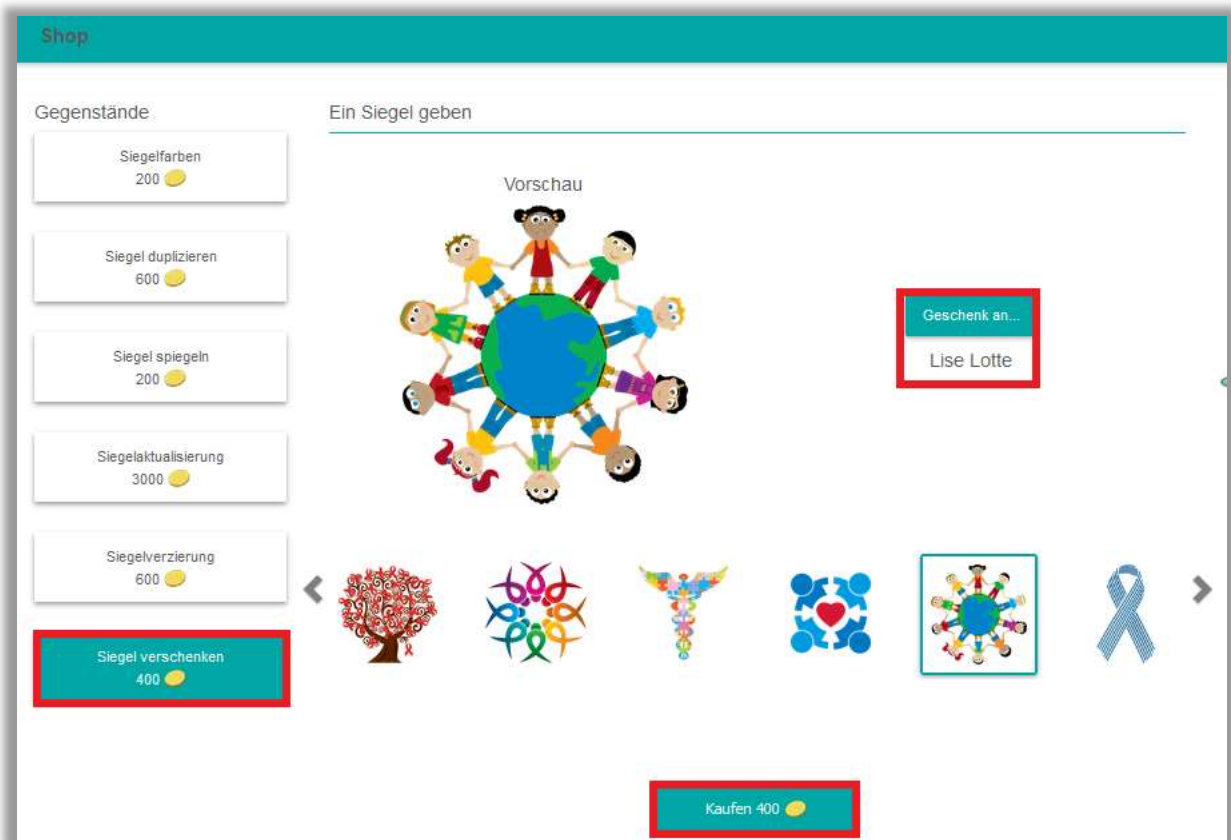 Shop
Gegenstände
Siegelfarben
200
Siegel duplizieren
600
Siegel spiegeln
200
Siegelaktualisierung
3000
Siegelverzierung
600
Siegel verschenken
400
Ein Siegel geben
Vorschau
Geschenk an...
Lise Lotte
Kaufen 400